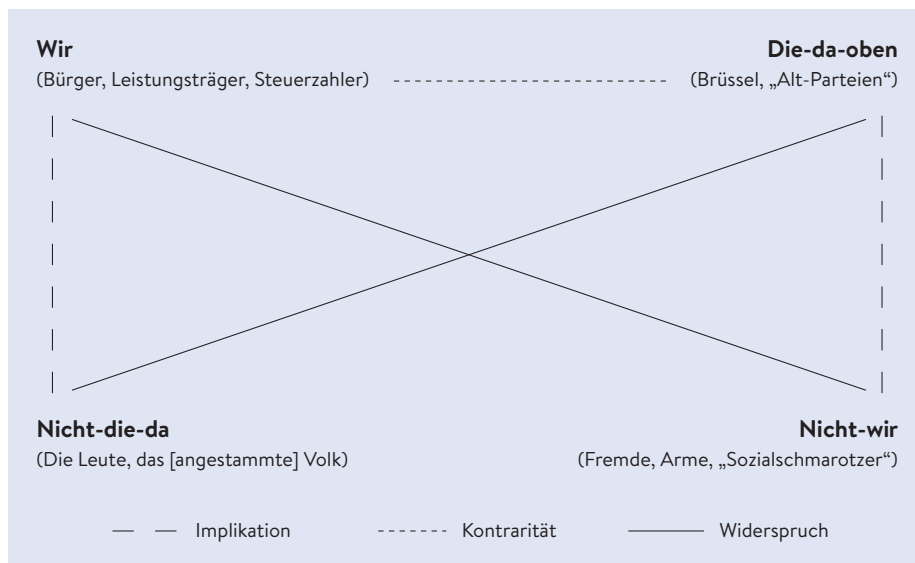 Wir
Die-da-oben
(Bürger, Leistungsträger, Steuerzahler)
(Brüssel, „Alt-Parteien“)
Nicht-die-da
Nicht-wir
(Die Leute, das [angestammte] Volk)
(Fremde, Arme, „Sozialschmarotzer“)
Implikation
Kontrarität
Widerspruch